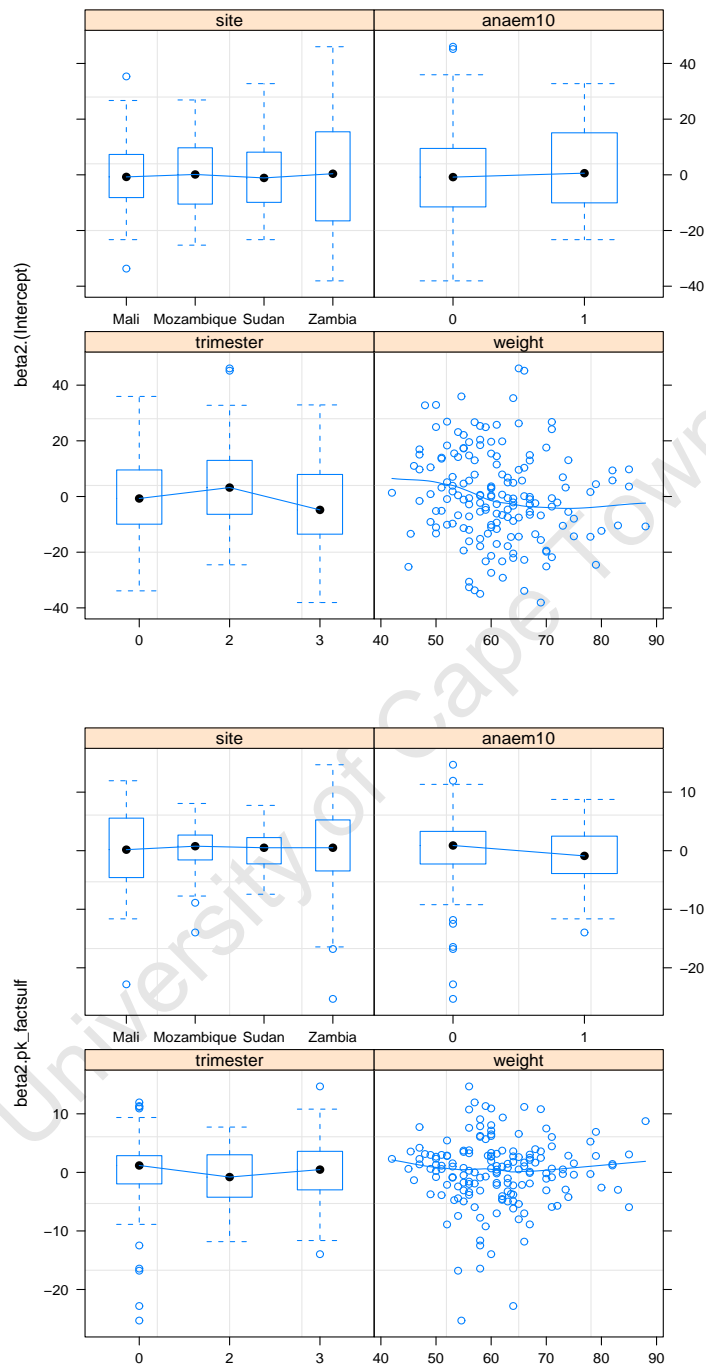 site anaem10
40
20
0
−20
−40
Mali Mozambique Sudan Zambia 0 1
beta2.(Intercept)
trimester weight
40
20
0
−20
−40
0 2 3 40 50 60 70 80 90
University of Cape Town
site anaem10
10
0
−10
−20
Mali Mozambique Sudan Zambia 0 1
beta2.pk_factsulf
trimester weight
10
0
−10
−20
0 2 3 40 50 60 70 80 90